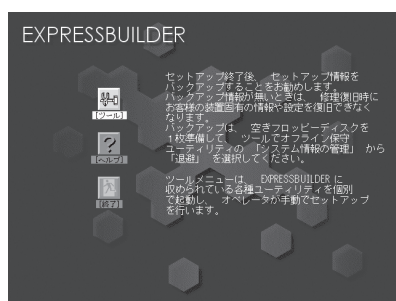 EXPRESSBUILDER
セットアップ終了後、 セットアップ情報を
バックアップすることをお勧めします。
バックアップ情報が無いときは、 修理復旧時に
お客様の装置固有の情報や設定を復旧できなく
なります。
バックアップは、 空きフロッピーディスクを
1枚準備して、 ツールでオフライン保守
ユーティリティの 「システム情報の管理」 から
「退避」 を選択してください。
ツールメニューは、 EXPRESSBUILDER に
収められている各種ユーティリティを個別
で起動し、 オペレータが手動でセットアップ
を行います。
[ツール]
?
[ヘルプ]
[終了]